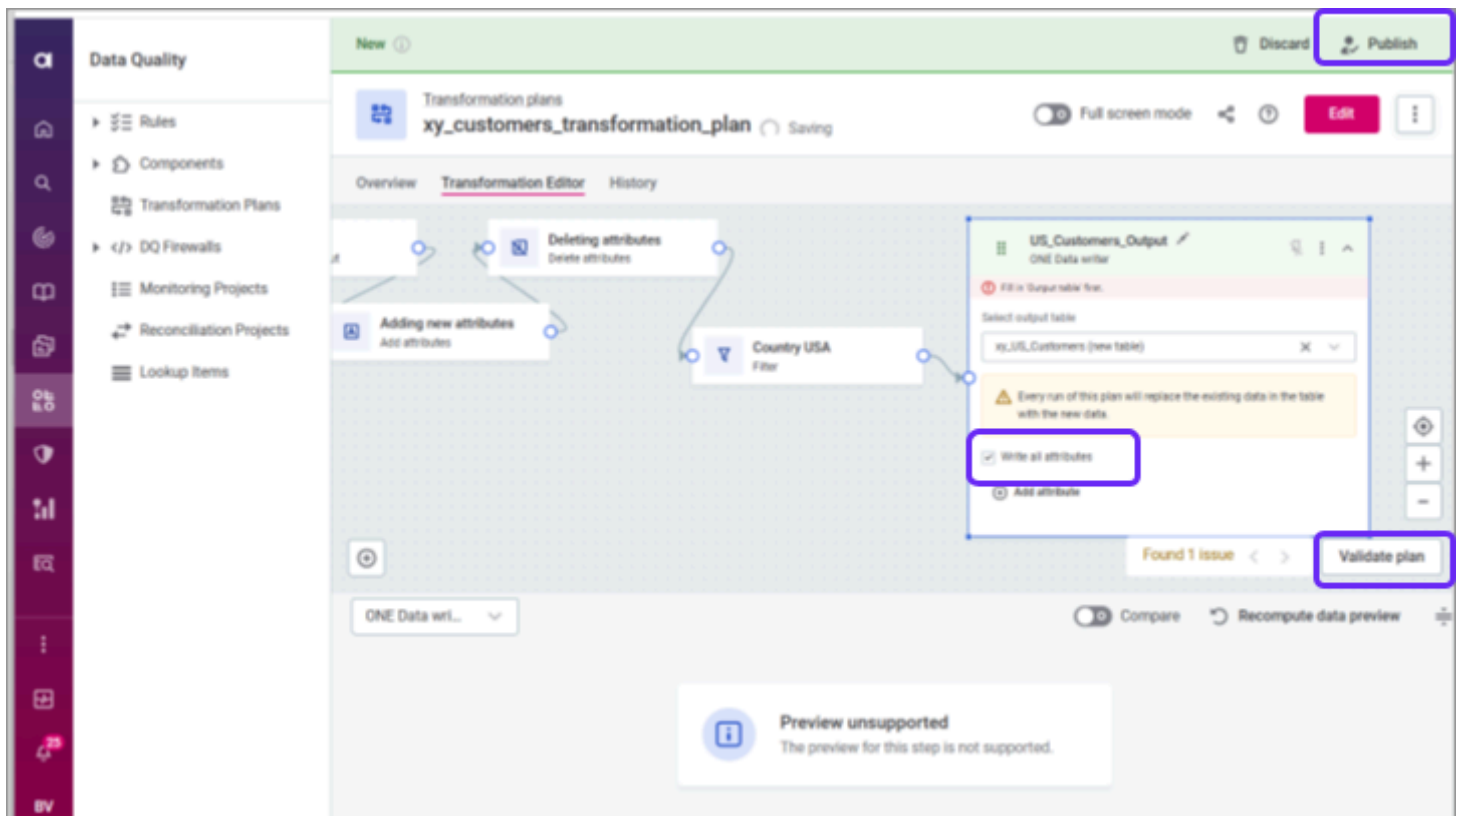 New
Discard
Publish
Data Quality
Transformation plans
xy_customers_transformation_plan
Saving
Full screen mode
Edit
Rules
Components
Transformation Plans
DQ Firewalls
Monitoring Projects
Reconciliation Projects
Lookup Items
Overview
Transformation Editor
History
Deleting attributes
Delete attributes
Adding new attributes
Add attributes
Country USA
Filter
US_Customers_Output
ONE Data writer
Fill in 'Output table' first.
Select output table
xy_US_Customers (new table)
Every run of this plan will replace the existing data in the table
with the new data.
Write all attributes
Add attribute
Found 1 issue
Validate plan
ONE Data wri...
Compare
Recompute data preview
Preview unsupported
The preview for this step is not supported.
25
BV